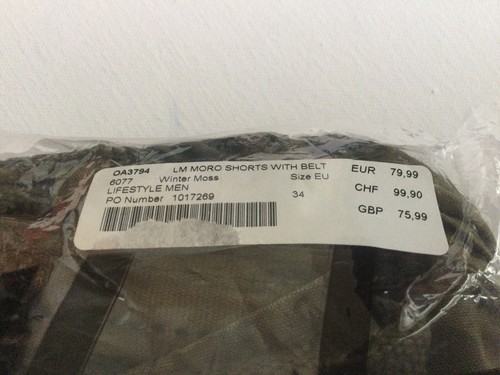 OA3794 LM MORO SHORTS WITH BELT EUR 79,99
6077 Winter Moss Size EU
LIFESTYLE MEN 34 CHF 99,90
PO Number 1017269
GBP 75,99